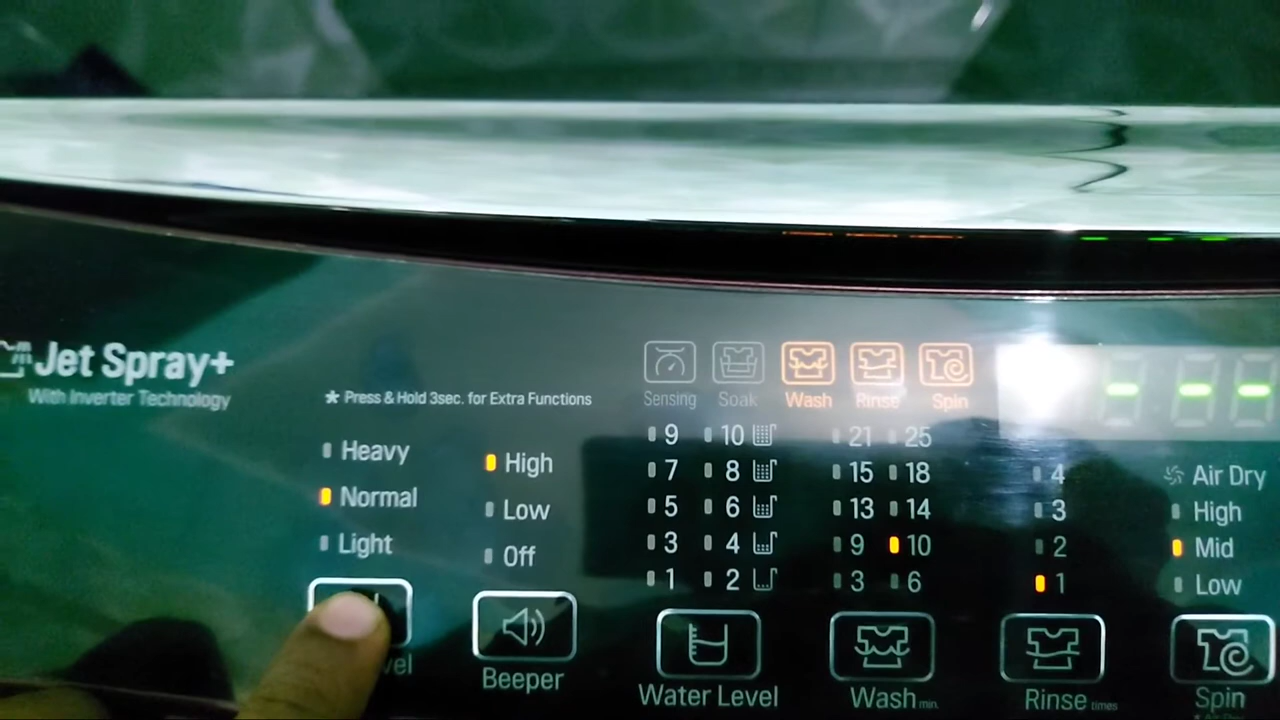 Jet Spray+
With Inverter Technology
* Press & Hold 3sec. for Extra Functions
Sensing Soak Wash Rinse Spin
Heavy
Normal
Light
High
Low
Off
Beeper
9 10
7 8
5 6
3 4
1 2
Water Level
21 25
15 18
13 14
9 10
3 6
Wash min.
4
3
2
1
Rinse times
Air Dry
High
Mid
Low
Spin